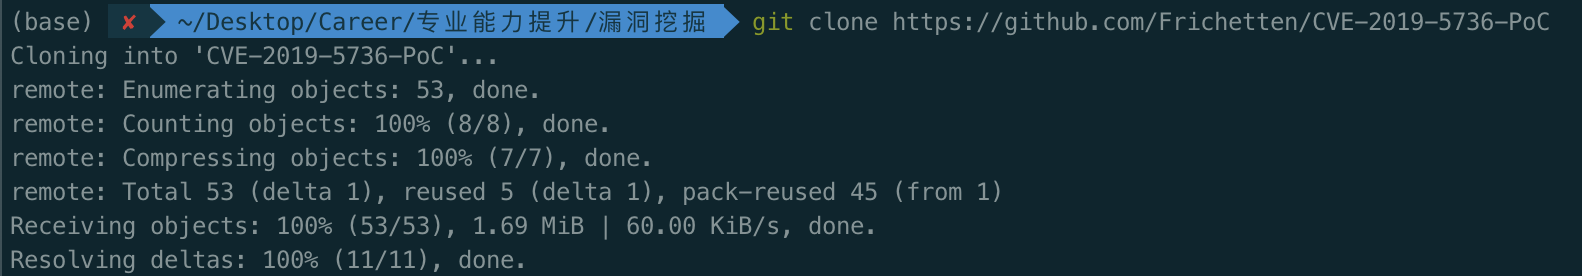 (base) ✘ ~/Desktop/Career/专业能力提升/漏洞挖掘 git clone https://github.com/Frichetten/CVE-2019-5736-PoC
Cloning into 'CVE-2019-5736-PoC'...
remote: Enumerating objects: 53, done.
remote: Counting objects: 100% (8/8), done.
remote: Compressing objects: 100% (7/7), done.
remote: Total 53 (delta 1), reused 5 (delta 1), pack-reused 45 (from 1)
Receiving objects: 100% (53/53), 1.69 MiB | 60.00 KiB/s, done.
Resolving deltas: 100% (11/11), done.